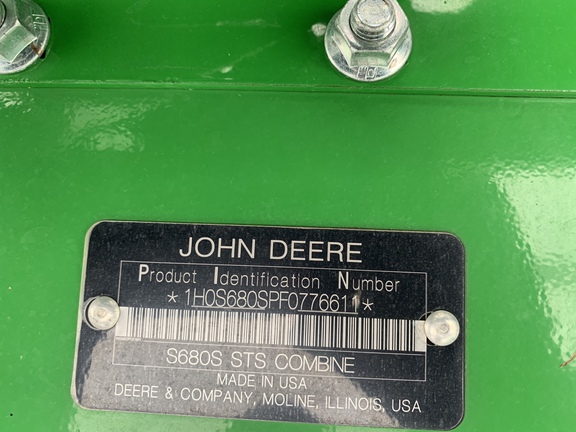 JOHN DEERE
Product Identification Number
*1H0S680SPF0776611*
S680S STS COMBINE
MADE IN USA
DEERE & COMPANY, MOLINE, ILLINOIS, USA